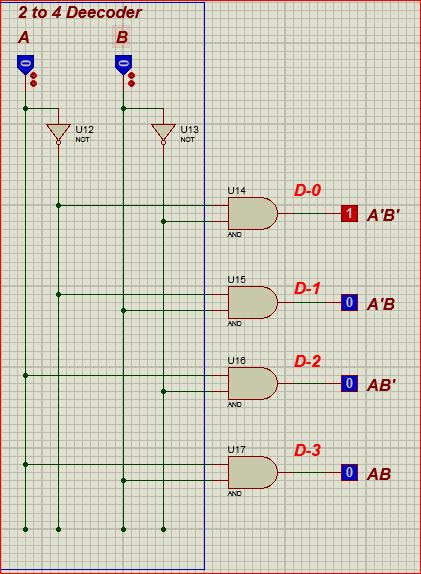 2 to 4 Deecoder
A B
0 0
U12 U13
NOT NOT
U14 D-0
1 A'B'
AND
U15 D-1
0 A'B
AND
U16 D-2
0 AB'
AND
U17 D-3
0 AB
AND